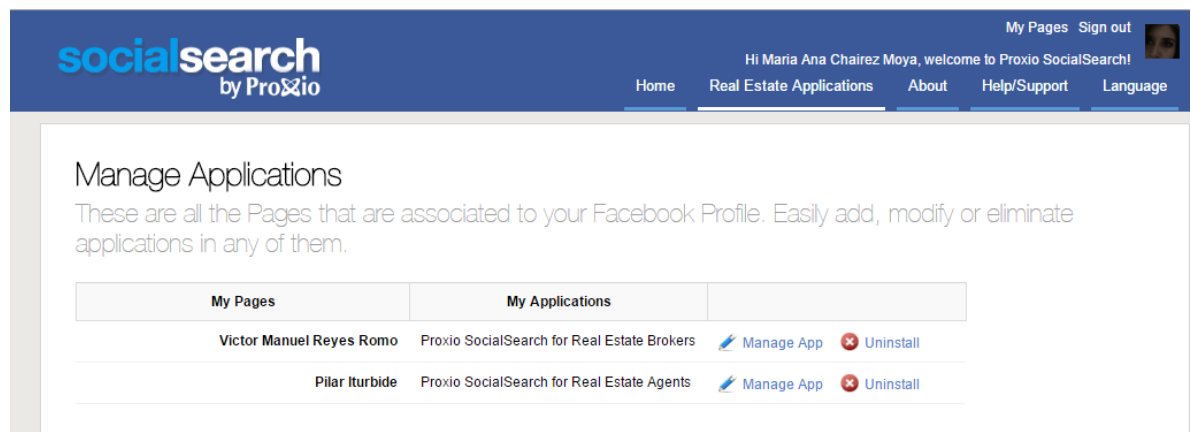 My Pages Sign out
socialsearch
by Proxio
Hi Maria Ana Chairez Moya, welcome to Proxio SocialSearch!
Home Real Estate Applications About Help/Support Language
Manage Applications
These are all the Pages that are associated to your Facebook Profile. Easily add, modify or eliminate
applications in any of them.
My Pages My Applications
Victor Manuel Reyes Romo Proxio SocialSearch for Real Estate Brokers Manage App Uninstall
Pilar Iturbide Proxio SocialSearch for Real Estate Agents Manage App Uninstall